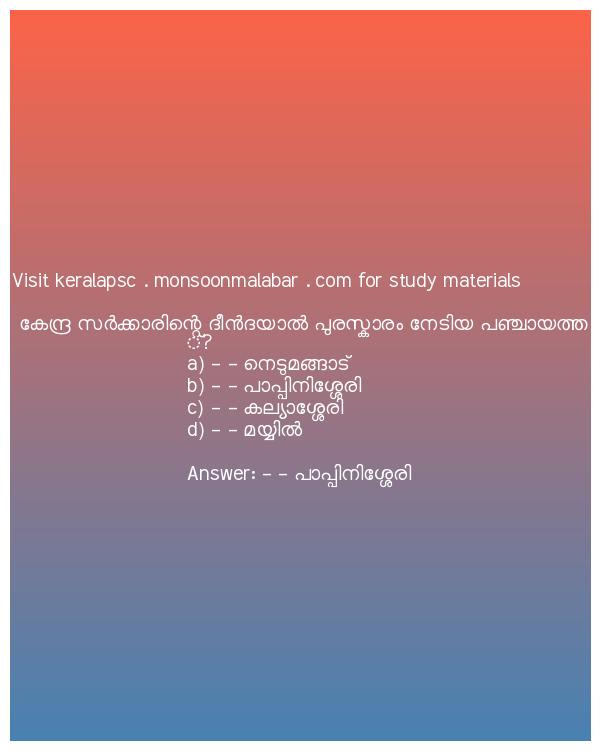 Visit keralapsc . monsoonmalabar . com for study materials
കേന്ദ്ര സർക്കാരിന്റെ ദീൻദയാൽ പുരസ്കാരം നേടിയ പഞ്ചായത്ത
്?
a) – – നെടുമങ്ങാട്
b) – – പാപ്പിനിശ്ശേരി
c) – – കല്യാശ്ശേരി
d) – – മയ്യിൽ
Answer: – – പാപ്പിനിശ്ശേരി